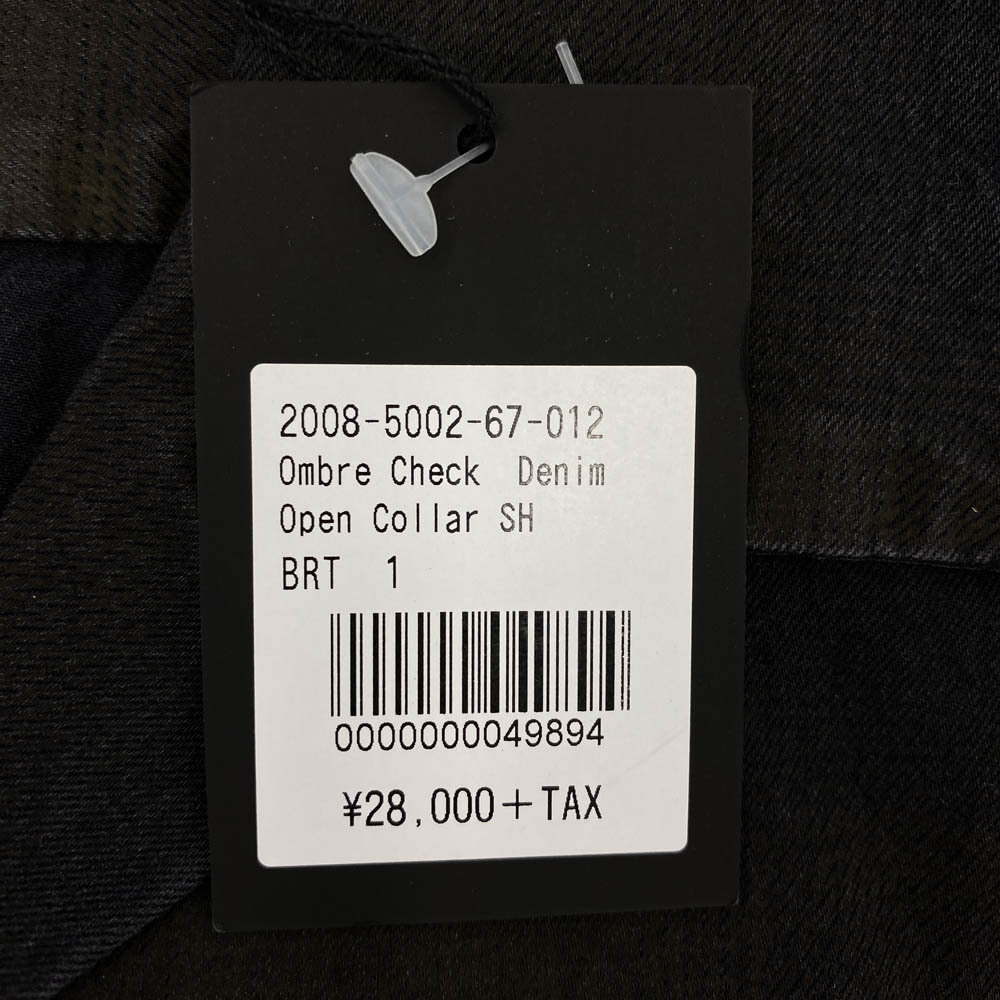 2008-5002-67-012
Ombre Check Denim
Open Collar SH
BRT 1
0000000049894
¥28,000+TAX